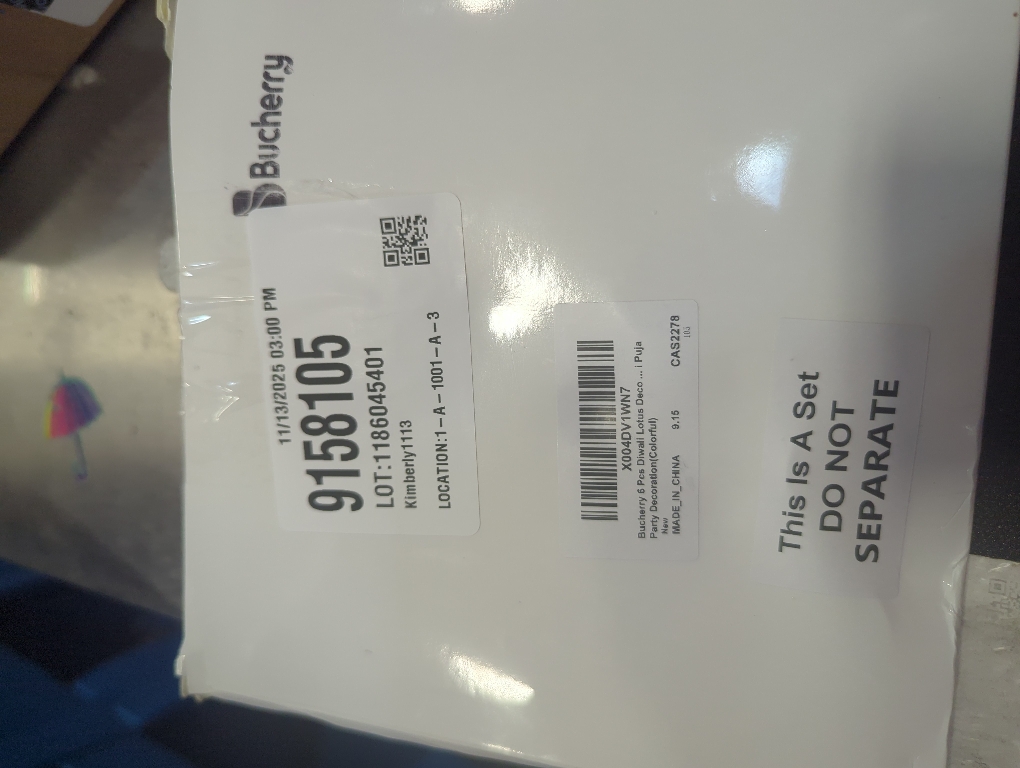 Bucherry
11/13/2025 03:00 PM
9158105
LOT:1186045401
Kimberly1113
LOCATION:1-A-1001-A-3
X004DV1WN7
Bucherry 6 Pcs Diwali Lotus Deco ... i Puja
Party Decoration(Colorful)
New
MADE_IN_CHINA 9.15 CAS2278
This Is A Set
DO NOT
SEPARATE